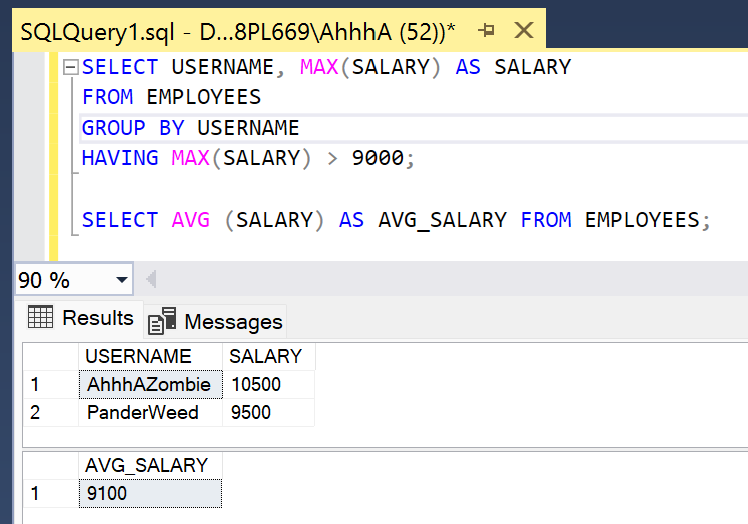 SQLQuery1.sql - D...8PL669\AhhhA (52))*
SELECT USERNAME, MAX(SALARY) AS SALARY
FROM EMPLOYEES
GROUP BY USERNAME
HAVING MAX(SALARY) > 9000;
SELECT AVG (SALARY) AS AVG_SALARY FROM EMPLOYEES;
90 %
Results Messages
USERNAME SALARY
1 AhhhAZombie 10500
2 PanderWeed 9500
AVG_SALARY
1 9100